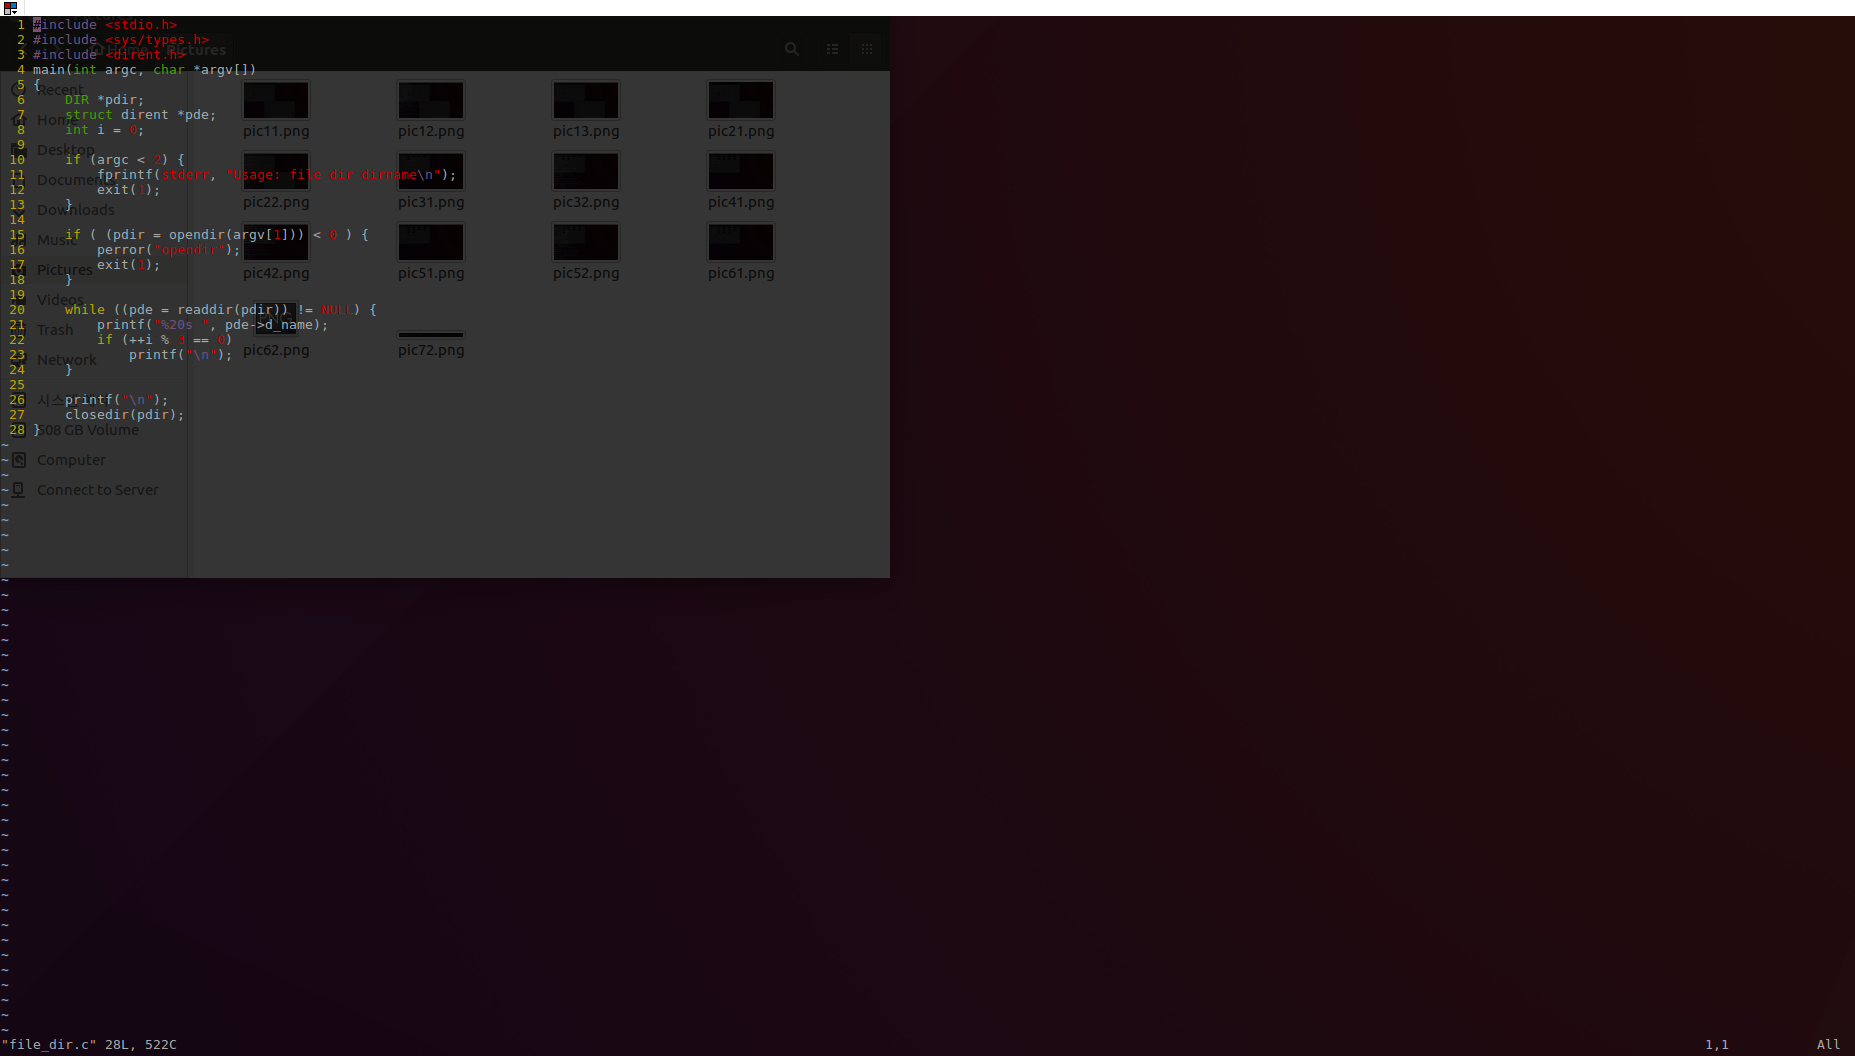 1 #include <stdio.h>
2 #include <sys/types.h>
3 #include <dirent.h>
4 main(int argc, char *argv[])
5 {
6     DIR *pdir;
7     struct dirent *pde;
8     int i = 0;
9
10     if (argc < 2) {
11         fprintf(stderr, "Usage: file_dir dirname\n");
12         exit(1);
13     }
14
15     if ( (pdir = opendir(argv[1])) < 0 ) {
16         perror("opendir");
17         exit(1);
18     }
19
20     while ((pde = readdir(pdir)) != NULL) {
21         printf("%20s ", pde->d_name);
22         if (++i % 3 == 0)
23             printf("\n");
24     }
25
26     printf("\n");
27     closedir(pdir);
28 }
"file_dir.c" 28L, 522C 1,1 All
Home Pictures
Recent
Home
Desktop
Documents
Downloads
Music
Pictures
Videos
Trash
Network
시스
508 GB Volume
Computer
Connect to Server
pic11.png pic12.png pic13.png pic21.png
pic22.png pic31.png pic32.png pic41.png
pic42.png pic51.png pic52.png pic61.png
pic62.png pic72.png